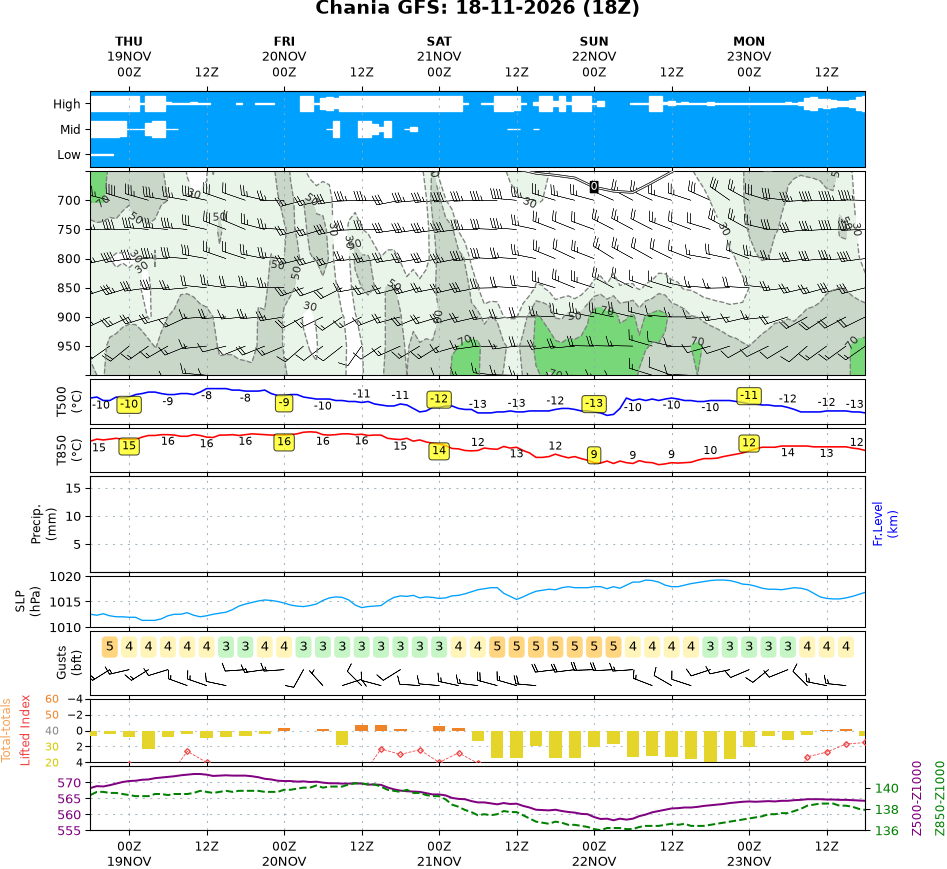 Chania GFS: 18-11-2026 (18Z)
THU FRI SAT SUN MON
19NOV 20NOV 21NOV 22NOV 23NOV
00Z 12Z 00Z 12Z 00Z 12Z 00Z 12Z 00Z 12Z
High
Mid
Low
0
70 30 30 50 30
700
50 50 30 30
750
30 50 30
800
30 50 50
850
50
30
900
60 50 70
950
70 70 70
70
T500
(°C)
-10 -10 -9 -8 -8 -9 -10 -11 -11 -12 -13 -13 -12 -13 -10 -10 -10 -11 -12 -12 -13
T850
(°C)
15 15 16 16 16 16 16 16 15 14 12 13 12 9 9 9 10 12 14 13 12
Precip.
(mm)
15
10
5
Fr.Level
(km)
SLP
(hPa)
1020
1015
1010
Gusts
(bft)
5 4 4 4 4 4 3 3 4 4 3 3 3 3 3 3 3 3 4 4 5 5 5 5 5 5 5 4 4 4 4 3 3 3 3 3 4 4 4
Total-totals
Lifted Index
60 −4
50 −2
40 0
30 2
20 4
570
565
560
555
140
138
136
Z500-Z1000
Z850-Z1000
00Z 12Z 00Z 12Z 00Z 12Z 00Z 12Z 00Z 12Z
19NOV 20NOV 21NOV 22NOV 23NOV